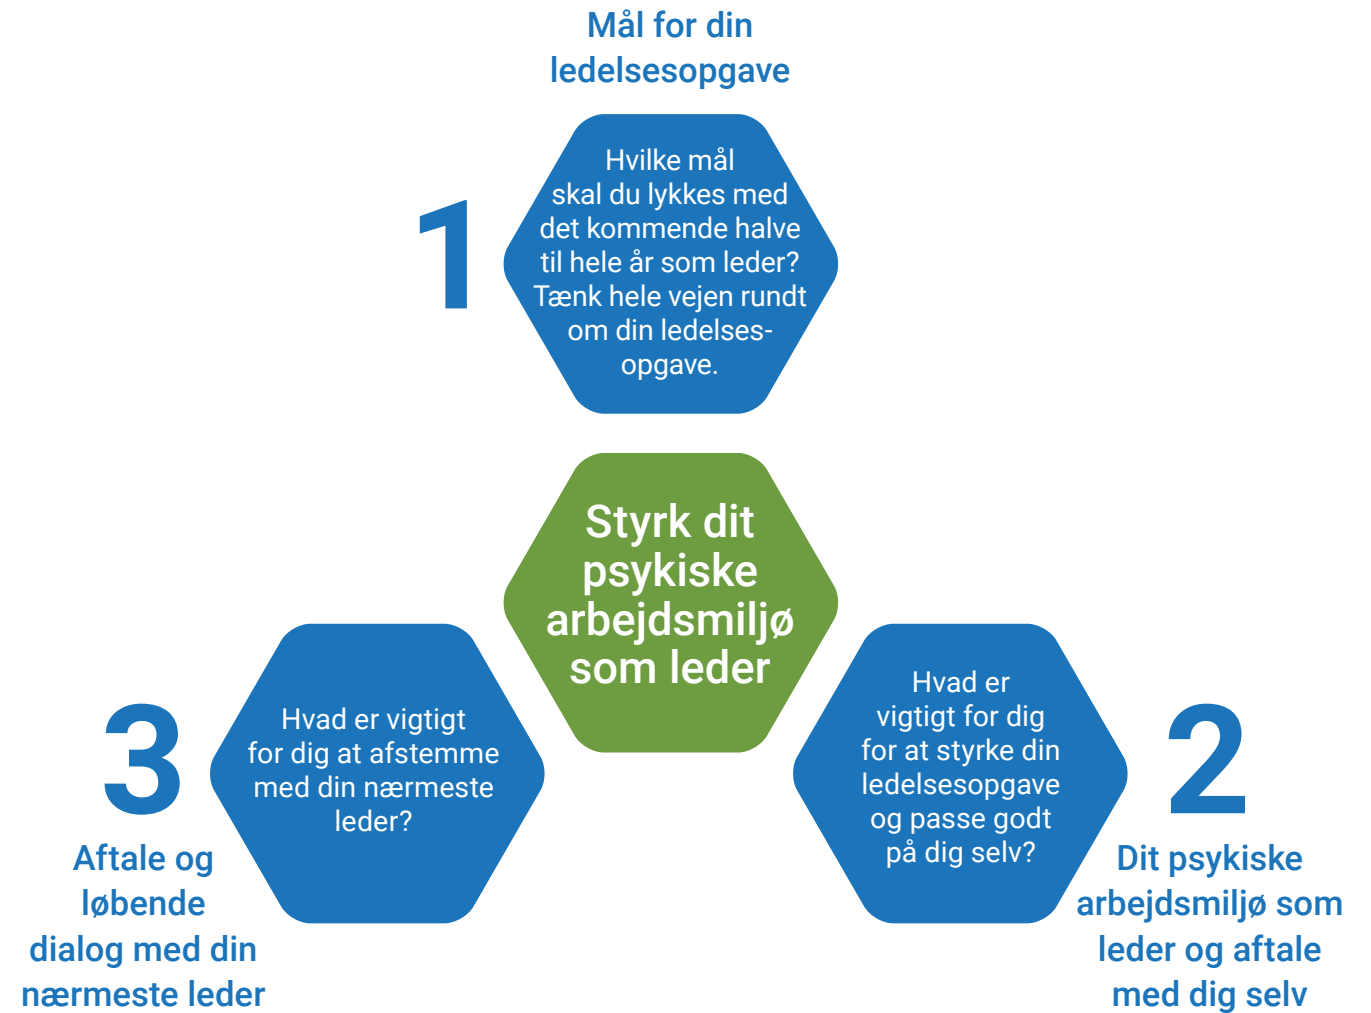 Mål for din
ledelsesopgave
1
Hvilke mål
skal du lykkes med
det kommende halve
til hele år som leder?
Tænk hele vejen rundt
om din ledelses-
opgave.
Styrk dit
psykiske
arbejdsmiljø
som leder
2
Hvad er
vigtigt for dig
for at styrke din
ledelsesopgave
og passe godt
på dig selv?
Dit psykiske
arbejdsmiljø som
leder og aftale
med dig selv
3
Hvad er vigtigt
for dig at afstemme
med din nærmeste
leder?
Aftale og
løbende
dialog med din
nærmeste leder